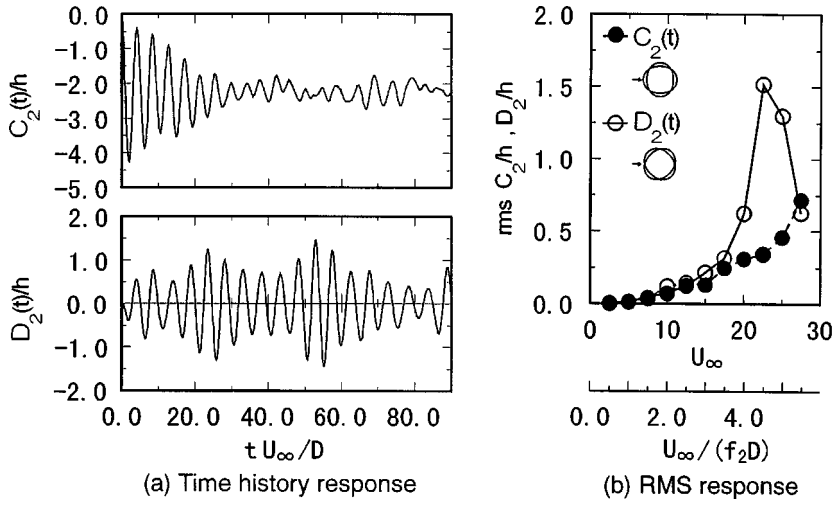 0.0
-1.0
-2.0
-3.0
-4.0
-5.0
C₂(t)/h
2.0
1.0
0.0
-1.0
-2.0
D₂(t)/h
0.0 20.0 40.0 60.0 80.0
t U∞/D
(a) Time history response
2.0
1.5
1.0
0.5
0.0
rms C₂/h , D₂/h
C₂(t)
D₂(t)
0 10 20 30
U∞
0 2.0 4.0
U∞/(f₂D)
(b) RMS response